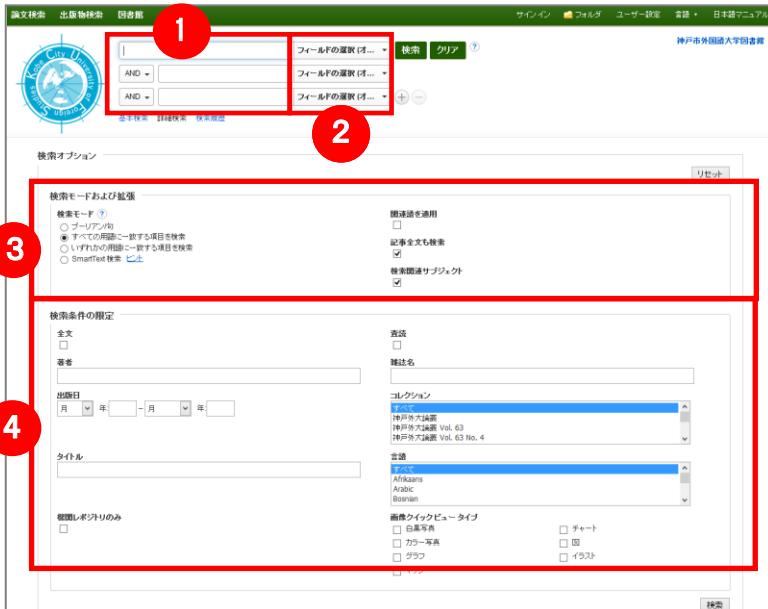 論文検索 出版物検索 図書館 サインイン フォルダ ユーザー設定 言語 日本語マニュアル
神戸市外国語大学図書館
Kobe City University of Foreign Studies
1
フィールドの選択 (オ... 検索 クリア ?
AND フィールドの選択 (オ...
AND フィールドの選択 (オ...
基本検索 詳細検索 検索履歴
2
検索オプション
リセット
3
検索モードおよび拡張
検索モード ?
ブーリアン/句
すべての用語に一致する項目を検索
いずれかの用語に一致する項目を検索
SmartText 検索 ヒント
関連語を適用
記事全文も検索
検索関連サブジェクト
4
検索条件の限定
全文
査読
著者
雑誌名
出版日
月 年: - 月 年:
コレクション
すべて
神戸外大論叢
神戸外大論叢 Vol. 63
神戸外大論叢 Vol. 63 No. 4
タイトル
言語
すべて
Afrikaans
Arabic
Bosnian
機関レポジトリのみ
画像クイックビュー タイプ
白黒写真 チャート
カラー写真 図
グラフ イラスト
検索